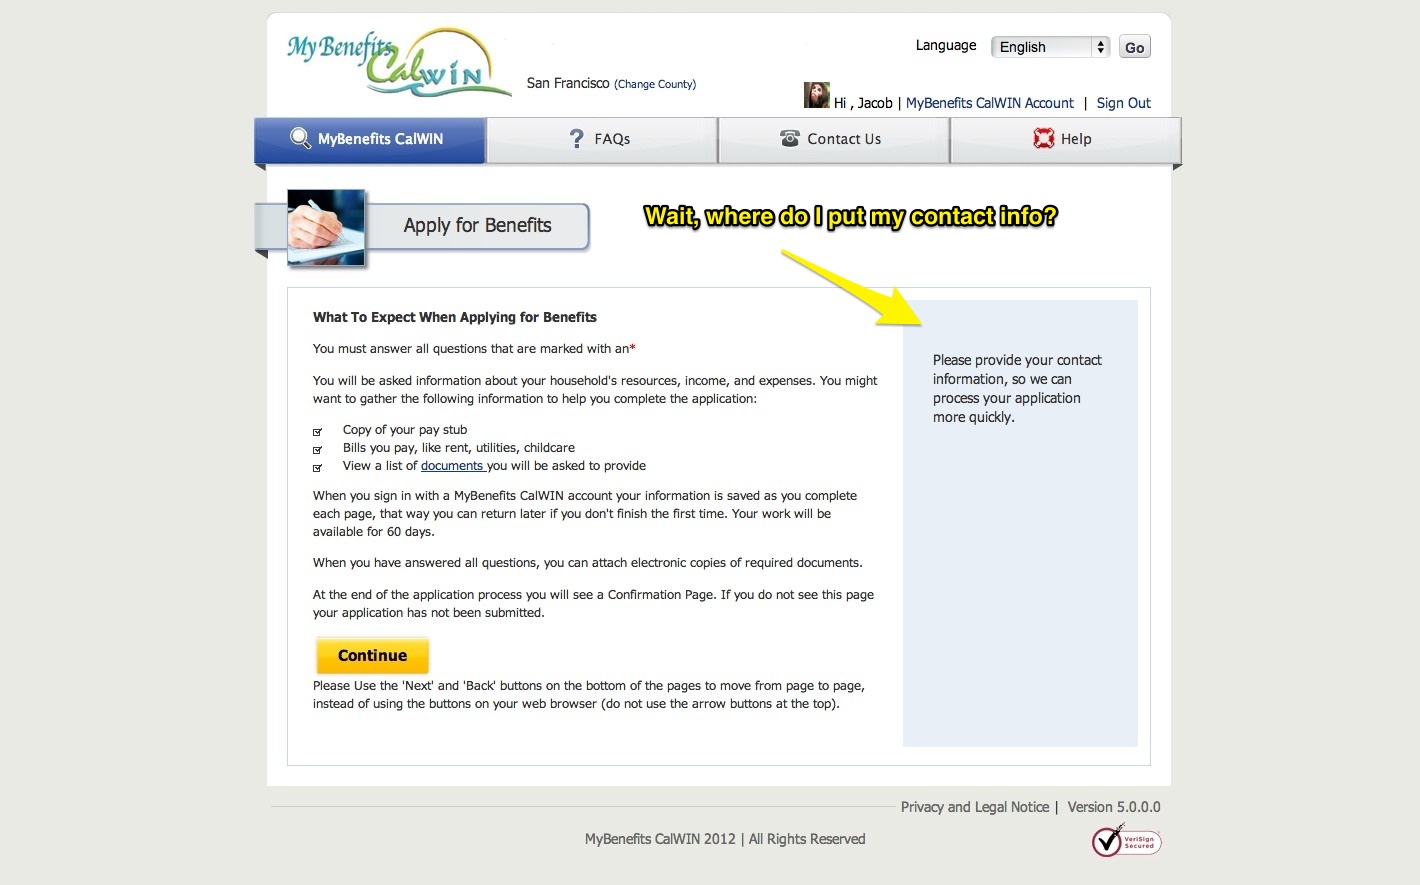 My Benefits
CalWIN
San Francisco (Change County)
Language English Go
Hi , Jacob | MyBenefits CalWIN Account | Sign Out
MyBenefits CalWIN
FAQs
Contact Us
Help
Apply for Benefits
Wait, where do I put my contact info?
What To Expect When Applying for Benefits
You must answer all questions that are marked with an*
You will be asked information about your household's resources, income, and expenses. You might
want to gather the following information to help you complete the application:
Copy of your pay stub
Bills you pay, like rent, utilities, childcare
View a list of documents you will be asked to provide
When you sign in with a MyBenefits CalWIN account your information is saved as you complete
each page, that way you can return later if you don't finish the first time. Your work will be
available for 60 days.
When you have answered all questions, you can attach electronic copies of required documents.
At the end of the application process you will see a Confirmation Page. If you do not see this page
your application has not been submitted.
Continue
Please Use the 'Next' and 'Back' buttons on the bottom of the pages to move from page to page,
instead of using the buttons on your web browser (do not use the arrow buttons at the top).
Please provide your contact
information, so we can
process your application
more quickly.
Privacy and Legal Notice | Version 5.0.0.0
MyBenefits CalWIN 2012 | All Rights Reserved
VeriSign
Secured